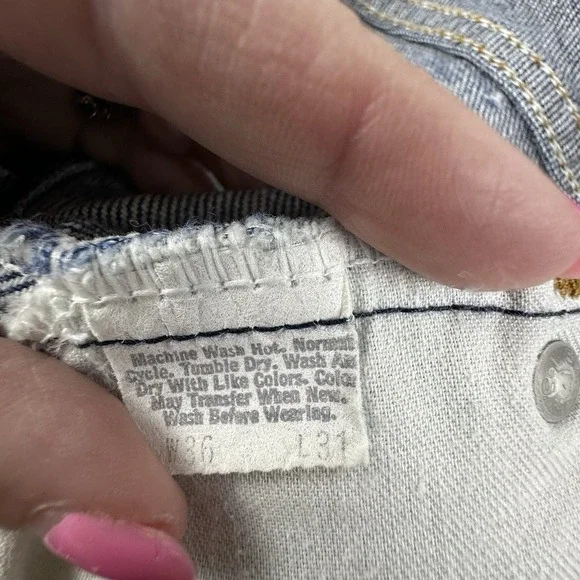 Machine Wash Hot. Normal
Cycle. Tumble Dry. Wash And
Dry With Like Colors. Color
May Transfer When New.
Wash Before Wearing.
W36 L31